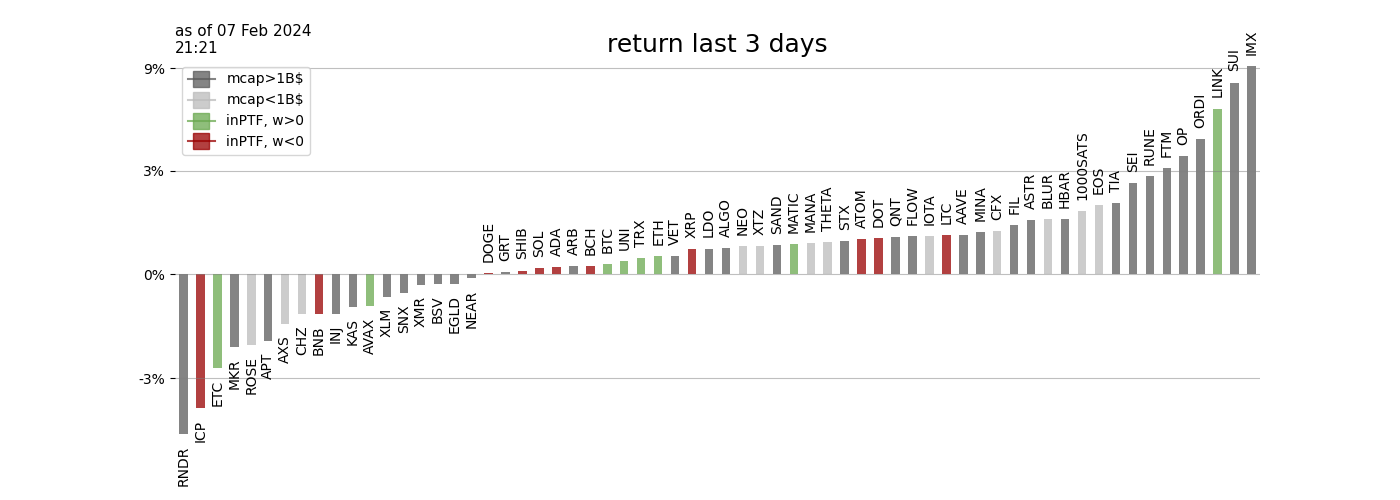 as of 07 Feb 2024
21:21
return last 3 days
mcap>1B$
mcap<1B$
inPTF, w>0
inPTF, w<0
9%
3%
0%
-3%
RNDR
ICP
ETC
MKR
ROSE
APT
AXS
CHZ
BNB
INJ
KAS
AVAX
XLM
SNX
XMR
BSV
EGLD
NEAR
DOGE
GRT
SHIB
SOL
ADA
ARB
BCH
BTC
UNI
TRX
ETH
VET
XRP
LDO
ALGO
NEO
XTZ
SAND
MATIC
MANA
THETA
STX
ATOM
DOT
QNT
FLOW
IOTA
LTC
AAVE
MINA
CFX
FIL
ASTR
BLUR
HBAR
1000SATS
EOS
TIA
SEI
RUNE
FTM
OP
ORDI
LINK
SUI
IMX